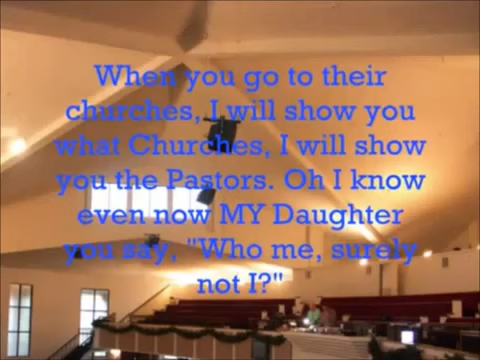 When you go to their
churches, I will show you
what Churches, I will show
you the Pastors. Oh I know
even now MY Daughter
you say, "Who me, surely
not I?"